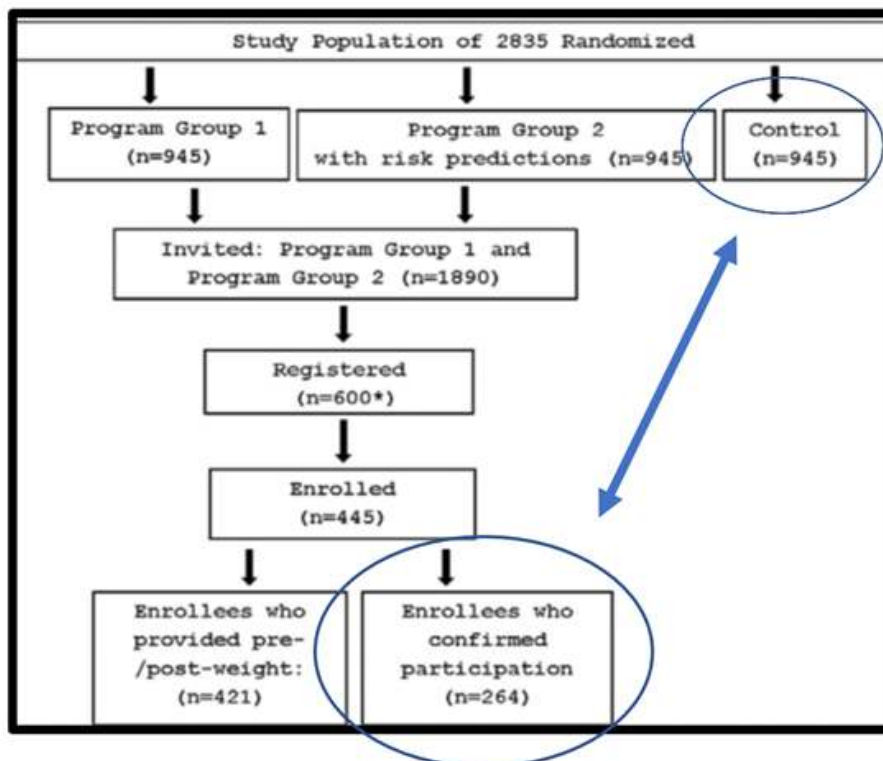 Study Population of 2835 Randomized
Program Group 1
(n=945)
Program Group 2
with risk predictions (n=945)
Control
(n=945)
Invited: Program Group 1 and
Program Group 2 (n=1890)
Registered
(n=600*)
Enrolled
(n=445)
Enrollees who
provided pre-
/post-weight:
(n=421)
Enrollees who
confirmed
participation
(n=264)